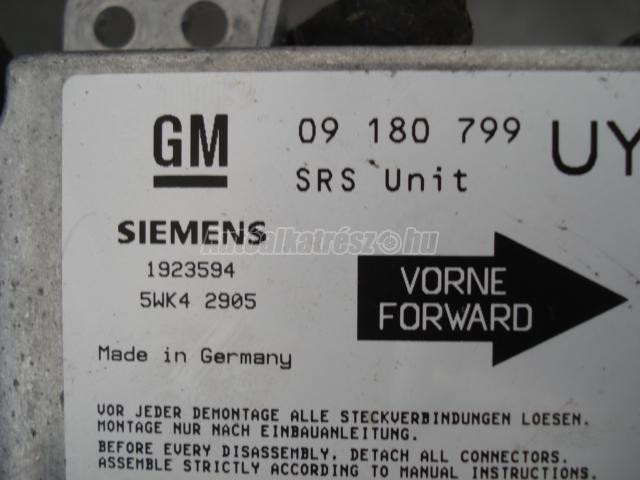 GM
09 180 799
UY
SRS Unit
SIEMENS
1923594
5WK4 2905
VORNE
FORWARD
Made in Germany
VOR JEDER DEMONTAGE ALLE STECKVERBINDUNGEN LOESEN.
MONTAGE NUR NACH EINBAUANLEITUNG.
BEFORE EVERY DISASSEMBLY, DETACH ALL CONNECTORS.
ASSEMBLE STRICTLY ACCORDING TO MANUAL INSTRUCTIONS.
Autoalkatrész.hu